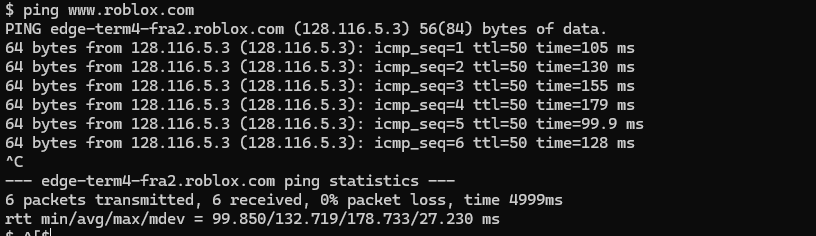 $ ping www.roblox.com
PING edge-term4-fra2.roblox.com (128.116.5.3) 56(84) bytes of data.
64 bytes from 128.116.5.3 (128.116.5.3): icmp_seq=1 ttl=50 time=105 ms
64 bytes from 128.116.5.3 (128.116.5.3): icmp_seq=2 ttl=50 time=130 ms
64 bytes from 128.116.5.3 (128.116.5.3): icmp_seq=3 ttl=50 time=155 ms
64 bytes from 128.116.5.3 (128.116.5.3): icmp_seq=4 ttl=50 time=179 ms
64 bytes from 128.116.5.3 (128.116.5.3): icmp_seq=5 ttl=50 time=99.9 ms
64 bytes from 128.116.5.3 (128.116.5.3): icmp_seq=6 ttl=50 time=128 ms
^C
--- edge-term4-fra2.roblox.com ping statistics ---
6 packets transmitted, 6 received, 0% packet loss, time 4999ms
rtt min/avg/max/mdev = 99.850/132.719/178.733/27.230 ms
$ ^[$